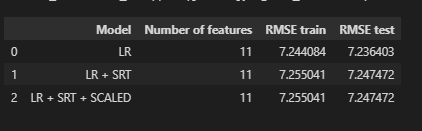 Model Number of features RMSE train RMSE test
0 LR 11 7.244084 7.236403
1 LR + SRT 11 7.255041 7.247472
2 LR + SRT + SCALED 11 7.255041 7.247472